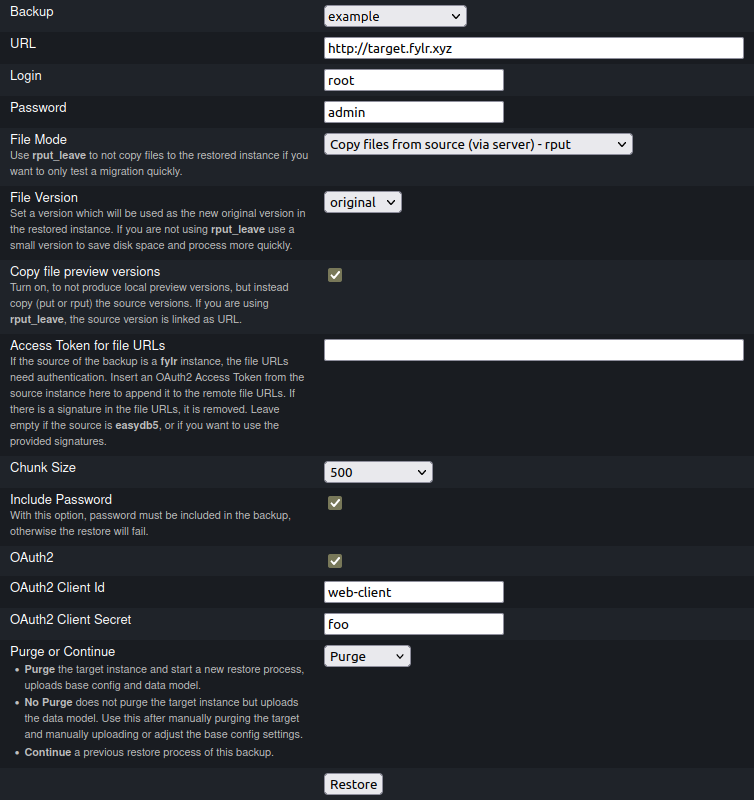 Backup
example
URL
http://target.fylr.xyz
Login
root
Password
admin
File Mode
Copy files from source (via server) - rput
Use rput_leave to not copy files to the restored instance if you
want to only test a migration quickly.
File Version
original
Set a version which will be used as the new original version in
the restored instance. If you are not using rput_leave use a
small version to save disk space and process more quickly.
Copy file preview versions
Turn on, to not produce local preview versions, but instead
copy (put or rput) the source versions. If you are using
rput_leave, the source version is linked as URL.
Access Token for file URLs
If the source of the backup is a fylr instance, the file URLs
need authentication. Insert an OAuth2 Access Token from the
source instance here to append it to the remote file URLs. If
there is a signature in the file URLs, it is removed. Leave
empty if the source is easydb5, or if you want to use the
provided signatures.
Chunk Size
500
Include Password
With this option, password must be included in the backup,
otherwise the restore will fail.
OAuth2
OAuth2 Client Id
web-client
OAuth2 Client Secret
foo
Purge or Continue
Purge
• Purge the target instance and start a new restore process,
uploads base config and data model.
• No Purge does not purge the target instance but uploads
the data model. Use this after manually purging the target
and manually uploading or adjust the base config settings.
• Continue a previous restore process of this backup.
Restore